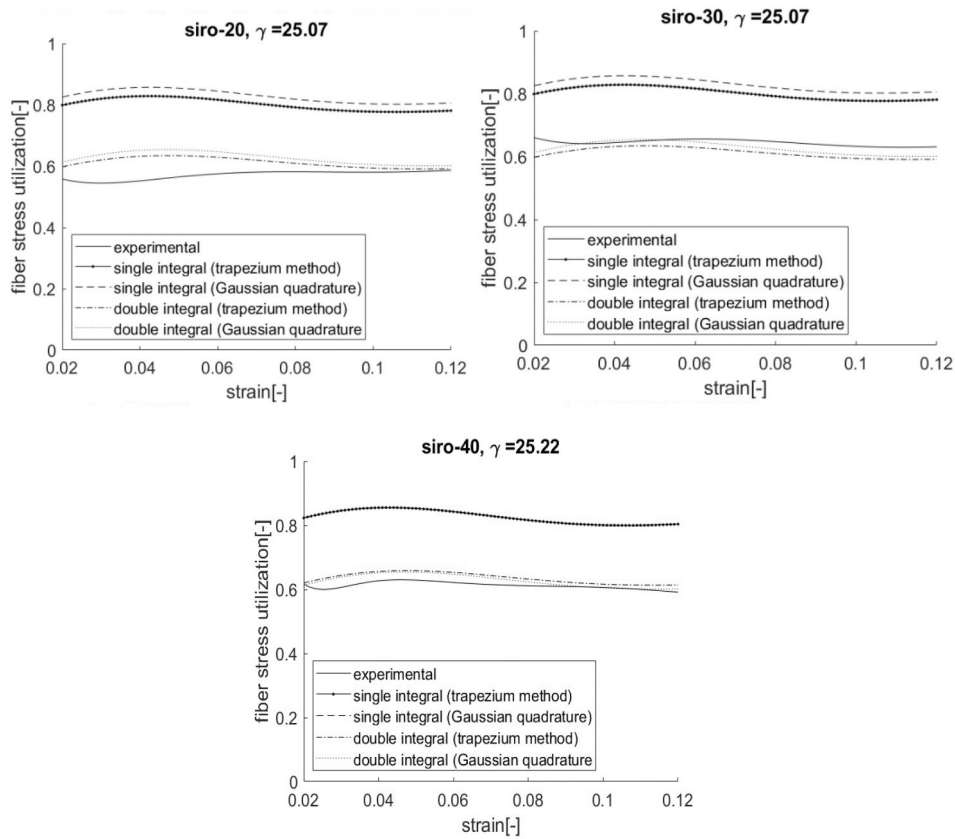 siro-20, γ =25.07
fiber stress utilization[-]
1
0.8
0.6
0.4
0.2
0
experimental
single integral (trapezium method)
single integral (Gaussian quadrature)
double integral (trapezium method)
double integral (Gaussian quadrature
0.02 0.04 0.06 0.08 0.1 0.12
strain[-]
siro-30, γ =25.07
fiber stress utilization[-]
1
0.8
0.6
0.4
0.2
0
experimental
single integral (trapezium method)
single integral (Gaussian quadrature)
double integral (trapezium method)
double integral (Gaussian quadrature
0.02 0.04 0.06 0.08 0.1 0.12
strain[-]
siro-40, γ =25.22
fiber stress utilization[-]
1
0.8
0.6
0.4
0.2
0
experimental
single integral (trapezium method)
single integral (Gaussian quadrature)
double integral (trapezium method)
double integral (Gaussian quadrature
0.02 0.04 0.06 0.08 0.1 0.12
strain[-]